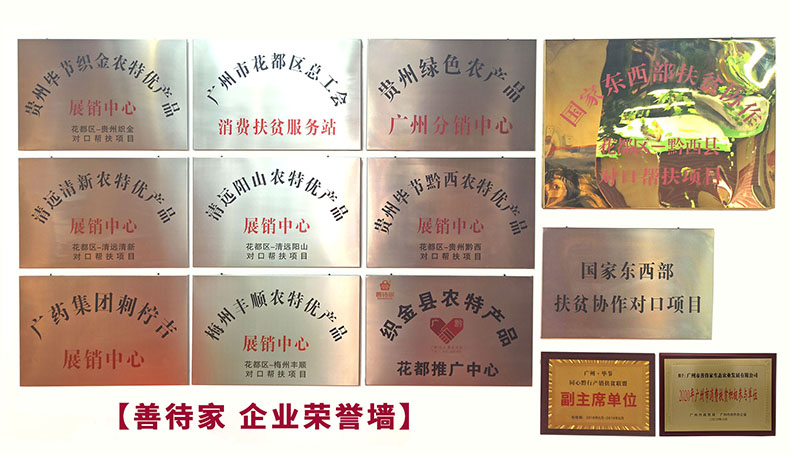 贵州毕节织金农特优产品
展销中心
花都区-贵州织金
对口帮扶项目
广州市花都区总工会
消费扶贫服务站
贵州绿色农产品
广州分销中心
国家东西部扶贫协作
花都区—黔西县
对口帮扶项目
清远清新农特优产品
展销中心
花都区-清远清新
对口帮扶项目
清远阳山农特优产品
展销中心
花都区-清远阳山
对口帮扶项目
贵州毕节黔西农特优产品
展销中心
花都区-贵州黔西
对口帮扶项目
国家东西部
扶贫协作对口项目
广药集团刺柠吉
展销中心
梅州丰顺农特优产品
展销中心
花都区-梅州丰顺
对口帮扶项目
善待家
织金县农特产品
广 黔
花都推广中心
广州·毕节
同心黔行产销扶贫联盟
副主席单位
【善待家 企业荣誉墙】